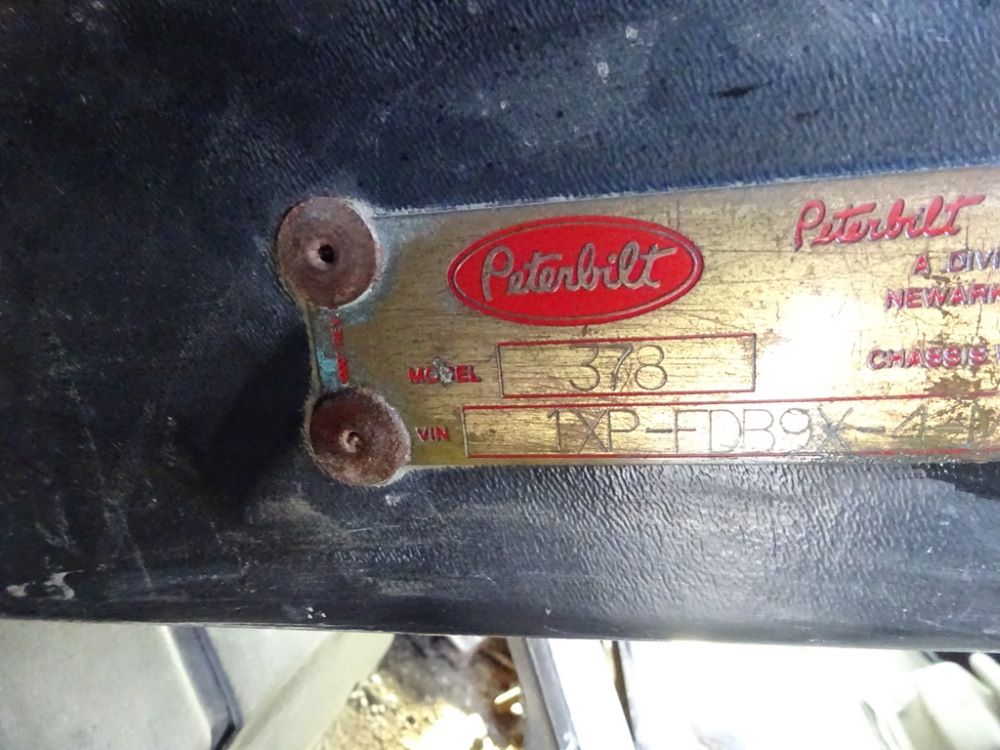 Peterbilt
Peterbilt
A DIVI
NEWARK
MODEL 378
CHASSIS
VIN 1XP-FDB9X-4-